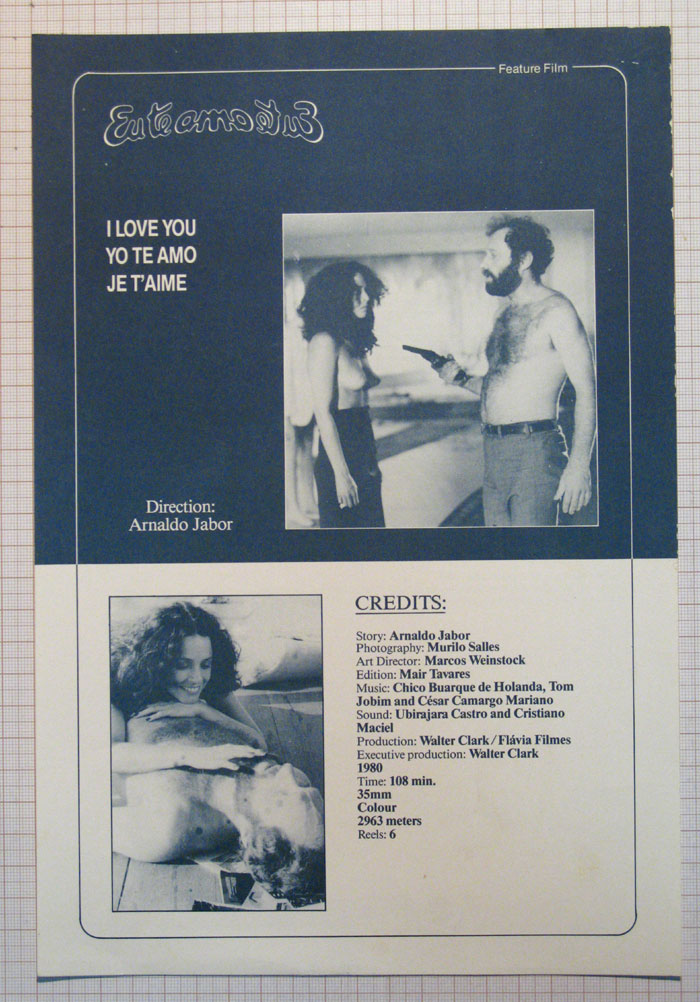 Feature Film
Eu te amo
I LOVE YOU
YO TE AMO
JE T'AIME
Direction:
Arnaldo Jabor
CREDITS:
Story: Arnaldo Jabor
Photography: Murilo Salles
Art Director: Marcos Weinstock
Edition: Mair Tavares
Music: Chico Buarque de Holanda, Tom
Jobim and César Camargo Mariano
Sound: Ubirajara Castro and Cristiano
Maciel
Production: Walter Clark/Flávia Filmes
Executive production: Walter Clark
1980
Time: 108 min.
35mm
Colour
2963 meters
Reels: 6